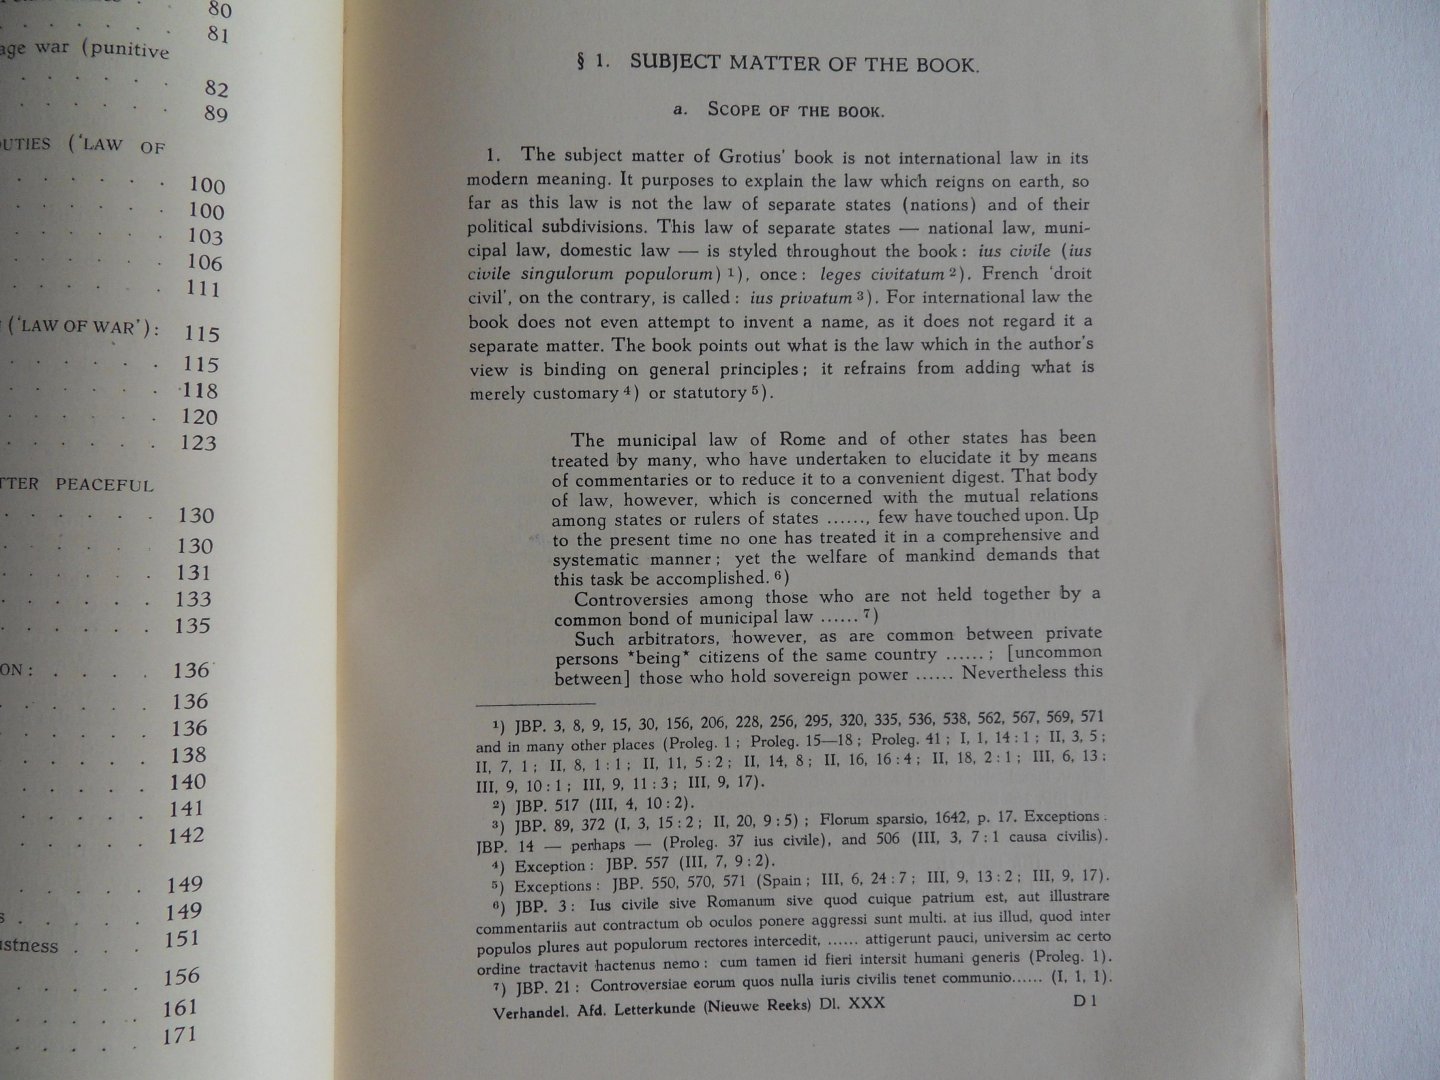 80
81
age war (punitive
82
89
UTIES ('LAW OF
100
100
103
106
111
('LAW OF WAR'):
115
115
118
120
123
TTER PEACEFUL
130
130
131
133
135
ON:
136
136
136
138
140
141
142
149
s
149
stness
151
156
161
171
§ 1. SUBJECT MATTER OF THE BOOK.
a. SCOPE OF THE BOOK.
1. The subject matter of Grotius' book is not international law in its
modern meaning. It purposes to explain the law which reigns on earth, so
far as this law is not the law of separate states (nations) and of their
political subdivisions. This law of separate states — national law, muni-
cipal law, domestic law — is styled throughout the book: ius civile (ius
civile singulorum populorum) 1), once: leges civitatum 2). French 'droit
civil', on the contrary, is called: ius privatum 3). For international law the
book does not even attempt to invent a name, as it does not regard it a
separate matter. The book points out what is the law which in the author's
view is binding on general principles; it refrains from adding what is
merely customary 4) or statutory 5).
The municipal law of Rome and of other states has been
treated by many, who have undertaken to elucidate it by means
of commentaries or to reduce it to a convenient digest. That body
of law, however, which is concerned with the mutual relations
among states or rulers of states ......, few have touched upon. Up
to the present time no one has treated it in a comprehensive and
systematic manner; yet the welfare of mankind demands that
this task be accomplished. 6)
Controversies among those who are not held together by a
common bond of municipal law ...... 7)
Such arbitrators, however, as are common between private
persons *being* citizens of the same country ......; [uncommon
between] those who hold sovereign power ...... Nevertheless this
1) JBP. 3, 8, 9, 15, 30, 156, 206, 228, 256, 295, 320, 335, 536, 538, 562, 567, 569, 571
and in many other places (Proleg. 1; Proleg. 15—18; Proleg. 41; I, 1, 14:1; II, 3, 5;
II, 7, 1; II, 8, 1:1; II, 11, 5:2; II, 14, 8; II, 16, 16:4; II, 18, 2:1; III, 6, 13;
III, 9, 10:1; III, 9, 11:3; III, 9, 17).
2) JBP. 517 (III, 4, 10:2).
3) JBP. 89, 372 (I, 3, 15:2; II, 20, 9:5); Florum sparsio, 1642, p. 17. Exceptions.
JBP. 14 — perhaps — (Proleg. 37 ius civile), and 506 (III, 3, 7:1 causa civilis).
4) Exception: JBP. 557 (III, 7, 9:2).
5) Exceptions: JBP. 550, 570, 571 (Spain; III, 6, 24:7; III, 9, 13:2; III, 9, 17).
6) JBP. 3: Ius civile sive Romanum sive quod cuique patrium est, aut illustrare
commentariis aut contractum ob oculos ponere aggressi sunt multi. at ius illud, quod inter
populos plures aut populorum rectores intercedit, ...... attigerunt pauci, universim ac certo
ordine tractavit hactenus nemo: cum tamen id fieri intersit humani generis (Proleg. 1).
7) JBP. 21: Controversiae eorum quos nulla iuris civilis tenet communio...... (I, 1, 1).
Verhandel. Afd. Letterkunde (Nieuwe Reeks) Dl. XXX D 1